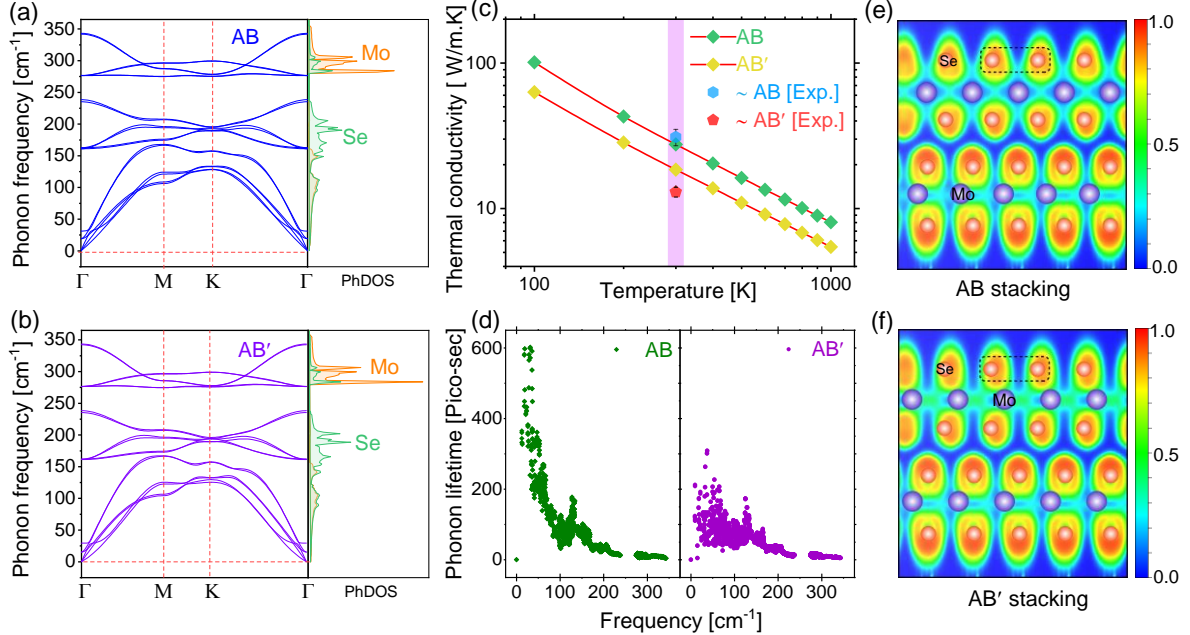 (a)
Phonon frequency [cm⁻¹]
350
300
250
200
150
100
50
0
AB
Mo
Se
Γ M K Γ
PhDOS
(b)
Phonon frequency [cm⁻¹]
350
300
250
200
150
100
50
0
AB′
Mo
Se
Γ M K Γ
PhDOS
(c)
Thermal conductivity [W/m.K]
100
10
AB
AB′
~ AB [Exp.]
~ AB′ [Exp.]
100 1000
Temperature [K]
(d)
Phonon lifetime [Pico-sec]
600
400
200
0
AB
AB′
0 100 200 300 0 100 200 300
Frequency [cm⁻¹]
(e)
Se
Mo
1.0
0.0
AB stacking
(f)
Se
Mo
1.0
0.0
AB′ stacking